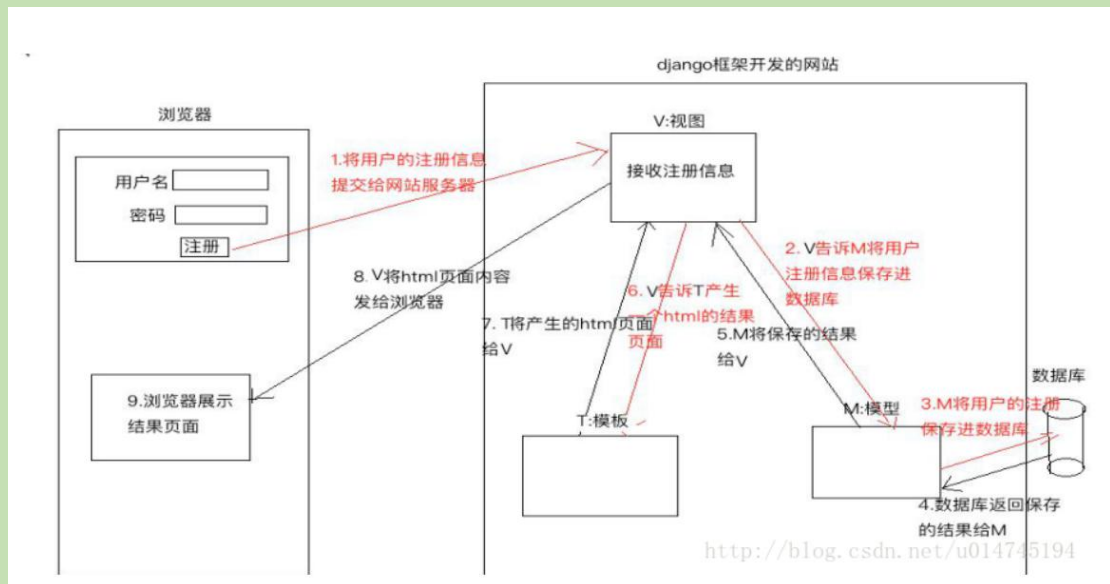 django框架开发的网站
浏览器
V:视图
接收注册信息
用户名
密码
注册
1.将用户的注册信息
提交给网站服务器
2. V告诉M将用户
注册信息保存进
数据库
8. V将html页面内容
发给浏览器
6. V告诉T产生
一个html的结果
页面
7. T将产生的html页面
给V
5.M将保存的结果
给V
9.浏览器展示
结果页面
T:模板
M:模型
数据库
3.M将用户的注册
保存进数据库
4.数据库返回保存
的结果给M
http://blog.csdn.net/u014745194